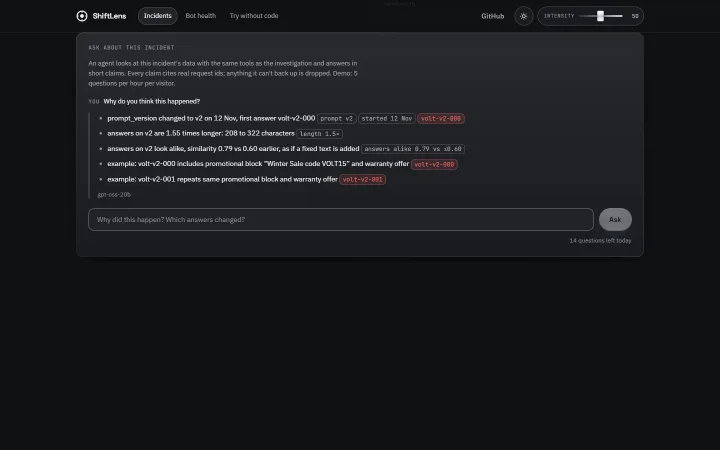 ShiftLens
Incidents
Bot health
Try without code
GitHub
INTENSITY
50
ASK ABOUT THIS INCIDENT
An agent looks at this incident's data with the same tools as the investigation and answers in
short claims. Every claim cites real request ids; anything it can't back up is dropped. Demo: 5
questions per hour per visitor.
YOU Why do you think this happened?
prompt_version changed to v2 on 12 Nov, first answer volt-v2-000 prompt v2 started 12 Nov volt-v2-000
answers on v2 are 1.55 times longer: 208 to 322 characters length 1.5×
answers on v2 look alike, similarity 0.79 vs 0.60 earlier, as if a fixed text is added answers alike 0.79 vs ≤0.60
example: volt-v2-000 includes promotional block "Winter Sale code VOLT15" and warranty offer volt-v2-000
example: volt-v2-001 repeats same promotional block and warranty offer volt-v2-001
gpt-oss-20b
Why did this happen? Which answers changed?
Ask
14 questions left today